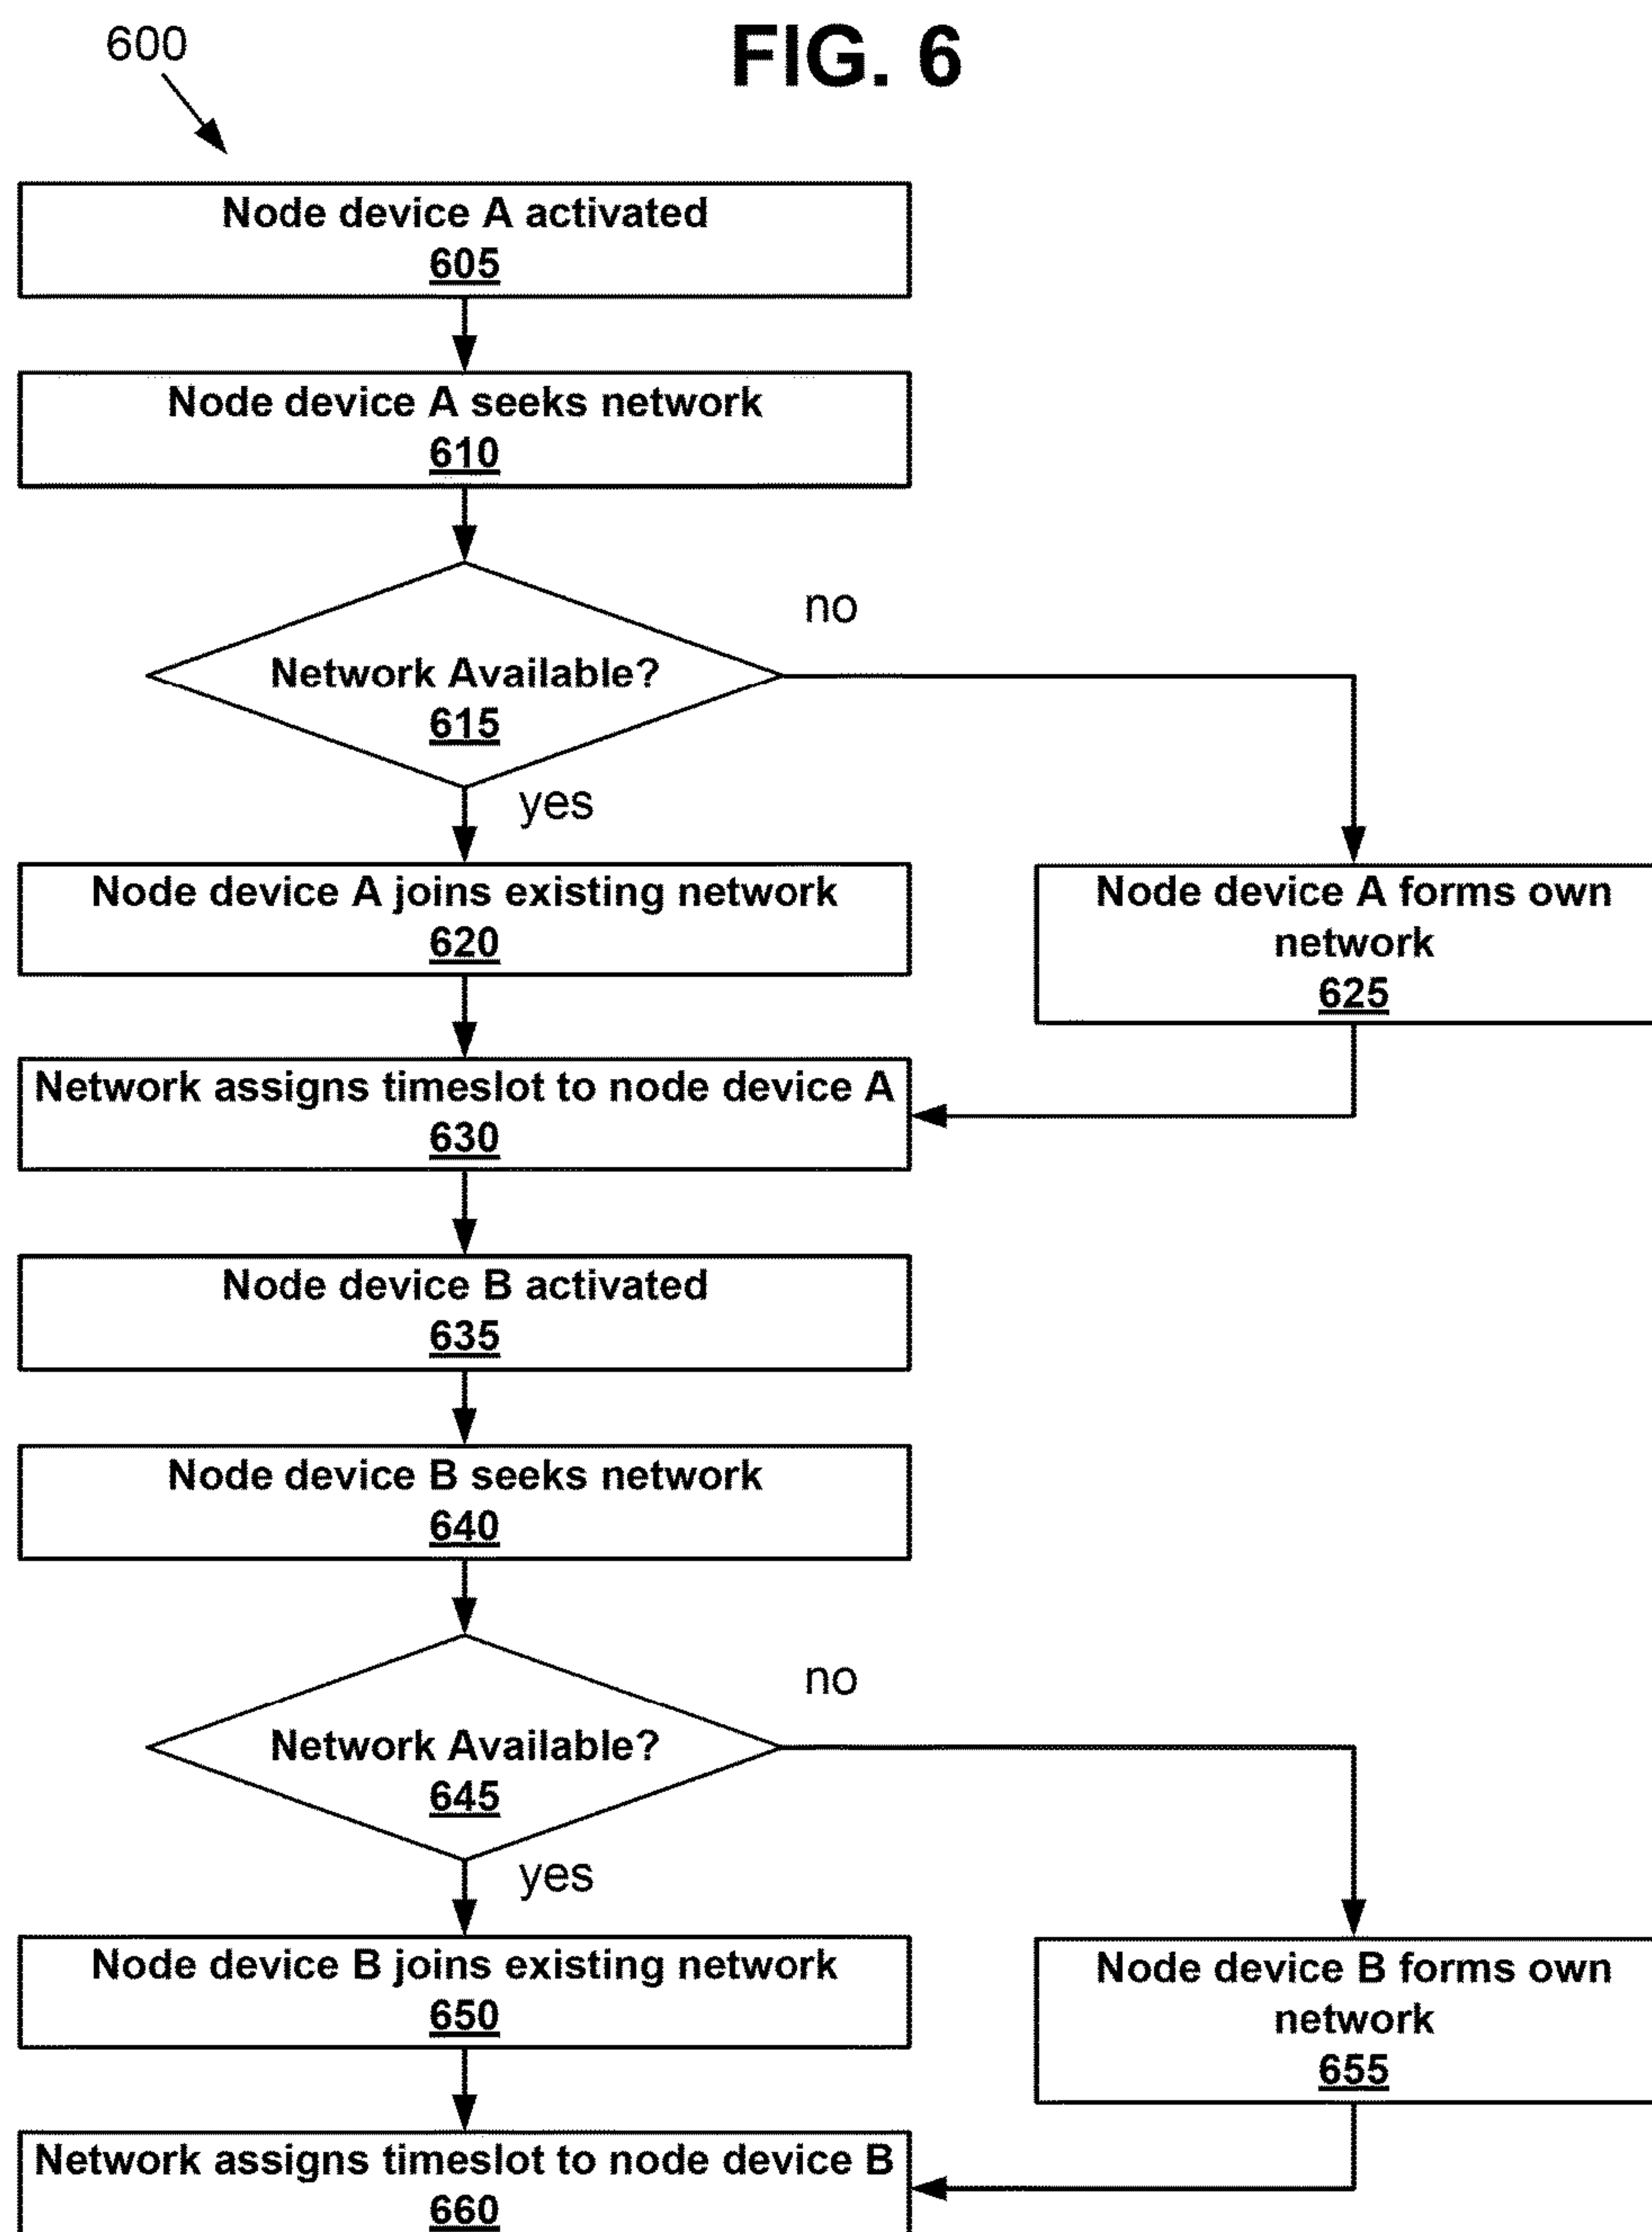 600
FIG. 6
Node device A activated
605
Node device A seeks network
610
no
Network Available?
615
yes
Node device A joins existing network
620
Node device A forms own
network
625
Network assigns timeslot to node device A
630
Node device B activated
635
Node device B seeks network
640
no
Network Available?
645
yes
Node device B joins existing network
650
Node device B forms own
network
655
Network assigns timeslot to node device B
660